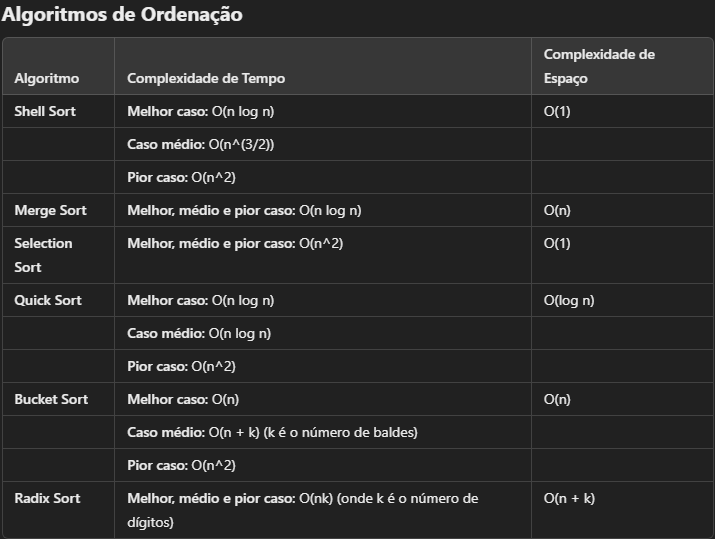 Algoritmos de Ordenação
Algoritmo Complexidade de Tempo Complexidade de Espaço
Shell Sort Melhor caso: O(n log n) O(1)
Caso médio: O(n^(3/2))
Pior caso: O(n^2)
Merge Sort Melhor, médio e pior caso: O(n log n) O(n)
Selection Sort Melhor, médio e pior caso: O(n^2) O(1)
Quick Sort Melhor caso: O(n log n) O(log n)
Caso médio: O(n log n)
Pior caso: O(n^2)
Bucket Sort Melhor caso: O(n) O(n)
Caso médio: O(n + k) (k é o número de baldes)
Pior caso: O(n^2)
Radix Sort Melhor, médio e pior caso: O(nk) (onde k é o número de dígitos) O(n + k)